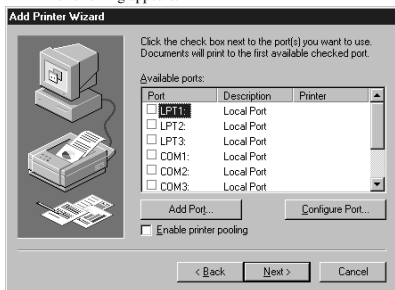 Add Printer Wizard
Click the check box next to the port(s) you want to use.
Documents will print to the first available checked port.
Available ports:
Port Description Printer
LPT1: Local Port
LPT2: Local Port
LPT3: Local Port
COM1: Local Port
COM2: Local Port
COM3: Local Port
Add Port... Configure Port...
Enable printer pooling
< Back Next > Cancel